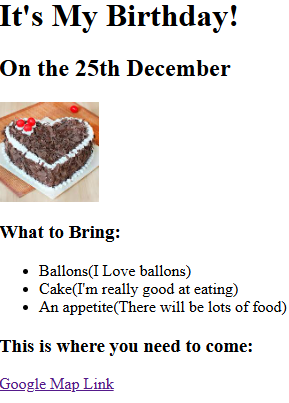 It's My Birthday!
On the 25th December
What to Bring:
Ballons(I Love ballons)
Cake(I'm really good at eating)
An appetite(There will be lots of food)
This is where you need to come:
Google Map Link